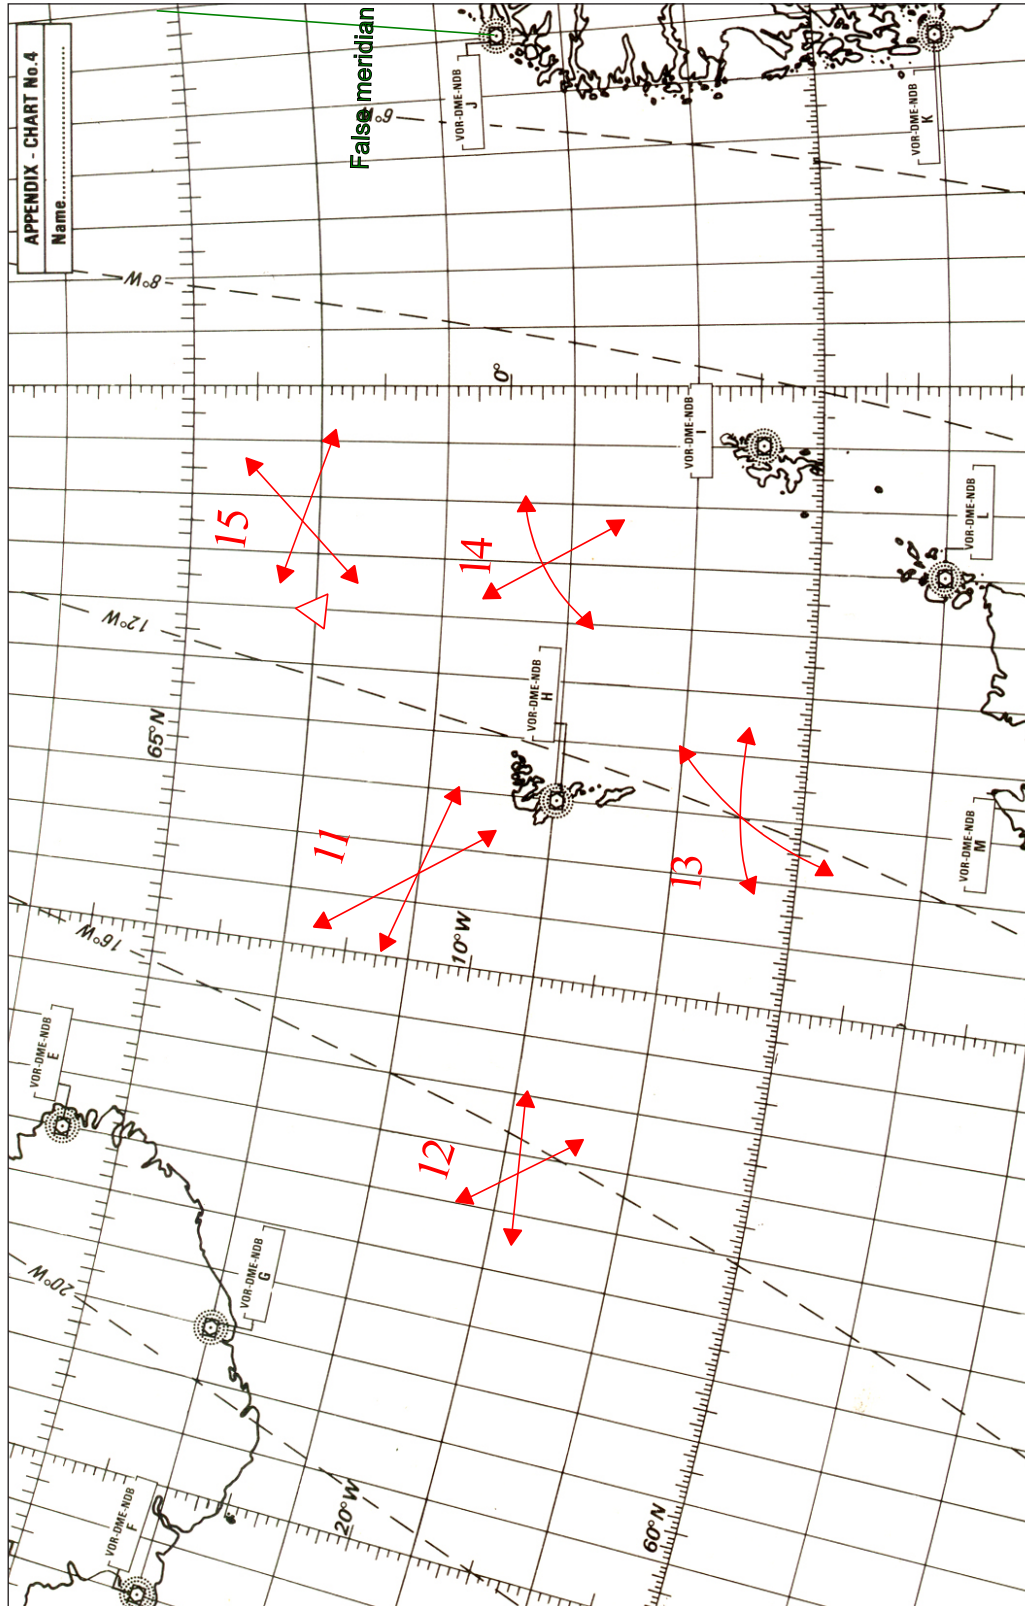 APPENDIX - CHART No.4
Name....................
False meridian
VOR-DME-NDB
J
VOR-DME-NDB
K
6°W
8°W
0°
VOR-DME-NDB
I
15
14
VOR-DME-NDB
L
12°W
VOR-DME-NDB
H
65°N
11
13
VOR-DME-NDB
M
16°W
10°W
VOR-DME-NDB
E
12
VOR-DME-NDB
G
20°W
VOR-DME-NDB
F
20°W
60°N